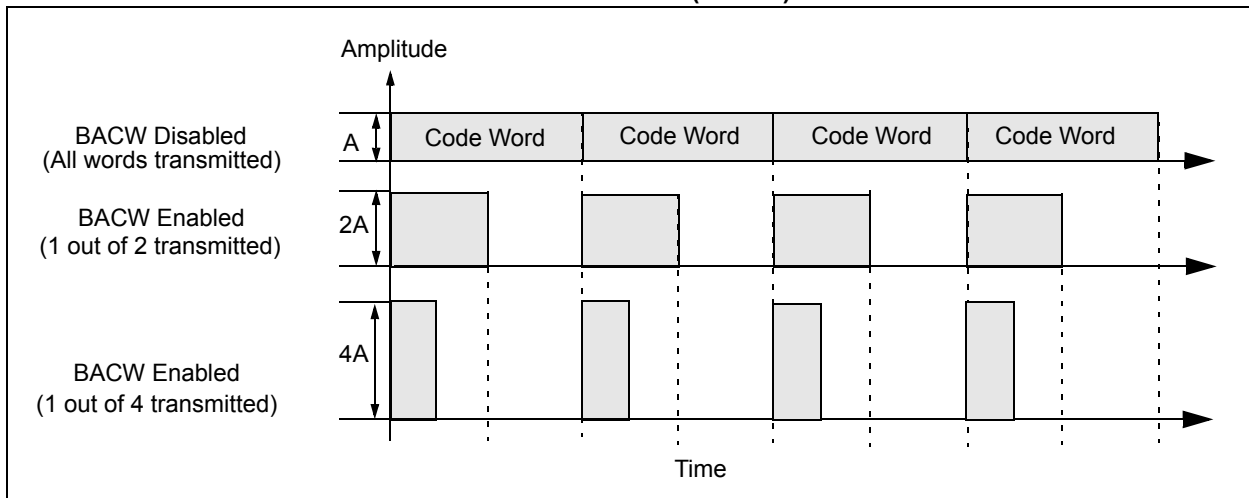 Amplitude
BACW Disabled
(All words transmitted)
A
Code Word
Code Word
Code Word
Code Word
BACW Enabled
(1 out of 2 transmitted)
2A
BACW Enabled
(1 out of 4 transmitted)
4A
Time